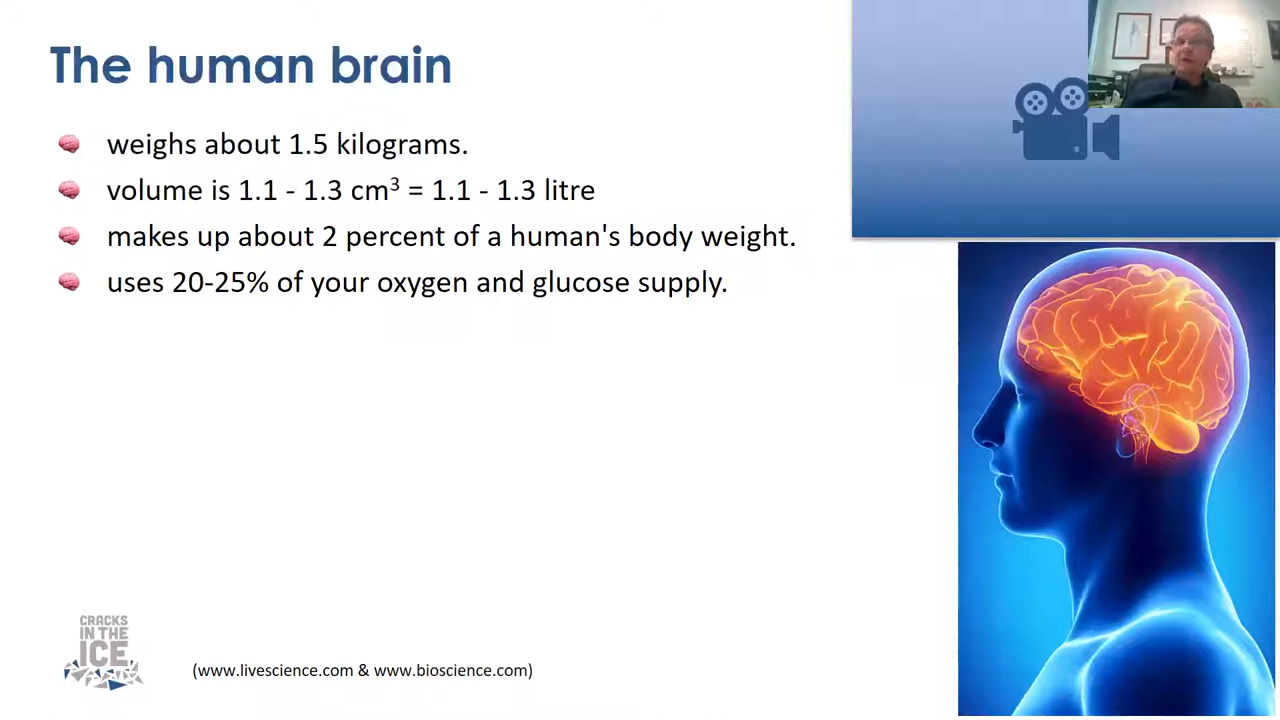 The human brain
weighs about 1.5 kilograms.
volume is 1.1 - 1.3 cm³ = 1.1 - 1.3 litre
makes up about 2 percent of a human's body weight.
uses 20-25% of your oxygen and glucose supply.
CRACKS
IN THE
ICE
(www.livescience.com & www.bioscience.com)